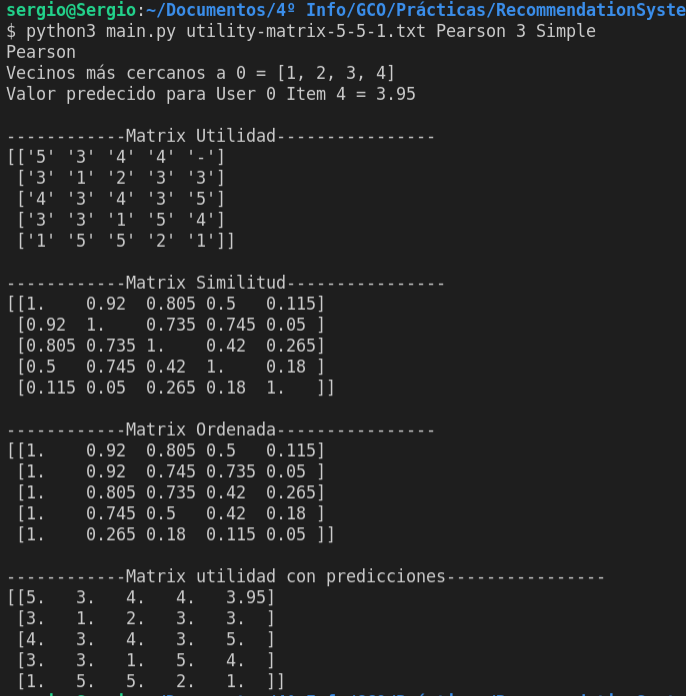 sergio@Sergio:~/Documentos/4º Info/GCO/Prácticas/RecommendationSyste
$ python3 main.py utility-matrix-5-5-1.txt Pearson 3 Simple
Pearson
Vecinos más cercanos a 0 = [1, 2, 3, 4]
Valor predecido para User 0 Item 4 = 3.95
------------Matrix Utilidad----------------
[['5' '3' '4' '4' '-']
 ['3' '1' '2' '3' '3']
 ['4' '3' '4' '3' '5']
 ['3' '3' '1' '5' '4']
 ['1' '5' '5' '2' '1']]
------------Matrix Similitud----------------
[[1.    0.92  0.805 0.5   0.115]
 [0.92  1.    0.735 0.745 0.05 ]
 [0.805 0.735 1.    0.42  0.265]
 [0.5   0.745 0.42  1.    0.18 ]
 [0.115 0.05  0.265 0.18  1.   ]]
------------Matrix Ordenada----------------
[[1.    0.92  0.805 0.5   0.115]
 [1.    0.92  0.745 0.735 0.05 ]
 [1.    0.805 0.735 0.42  0.265]
 [1.    0.745 0.5   0.42  0.18 ]
 [1.    0.265 0.18  0.115 0.05 ]]
------------Matrix utilidad con predicciones----------------
[[5.   3.   4.   4.   3.95]
 [3.   1.   2.   3.   3.  ]
 [4.   3.   4.   3.   5.  ]
 [3.   3.   1.   5.   4.  ]
 [1.   5.   5.   2.   1.  ]]